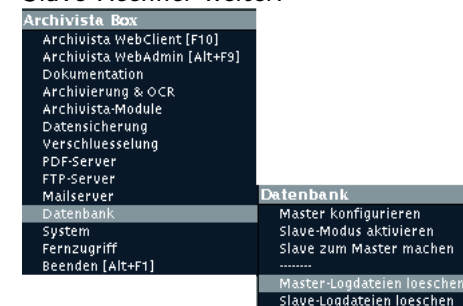 Slave-Rechner weiter.
Archivista Box
Archivista WebClient [F10]
Archivista WebAdmin [Alt+F9]
Dokumentation
Archivierung & OCR
Archivista-Module
Datensicherung
Verschluesselung
PDF-Server
FTP-Server
Mailserver
Datenbank
System
Fernzugriff
Beenden [Alt+F1]
Datenbank
Master konfigurieren
Slave-Modus aktivieren
Slave zum Master machen
--------
Master-Logdateien loeschen
Slave-Logdateien loeschen